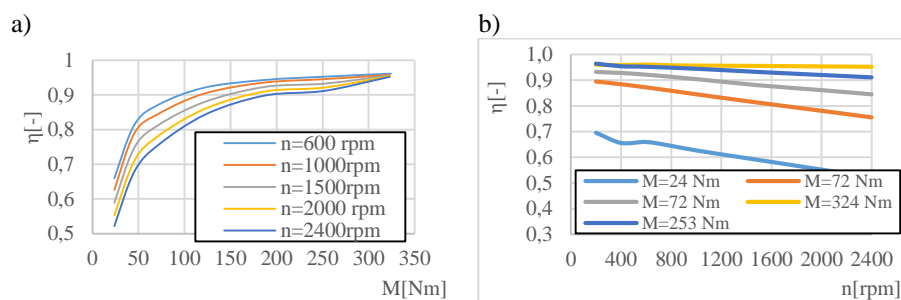 a)
η[-]
1
0,9
0,8
0,7
0,6
0,5
n=600 rpm
n=1000rpm
n=1500rpm
n=2000 rpm
n=2400rpm
0 50 100 150 200 250 300 350
M[Nm]
b)
η[-]
1,0
0,9
0,8
0,7
0,6
0,5
0,4
0,3
M=24 Nm M=72 Nm
M=72 Nm M=324 Nm
M=253 Nm
0 400 800 1200 1600 2000 2400
n[rpm]